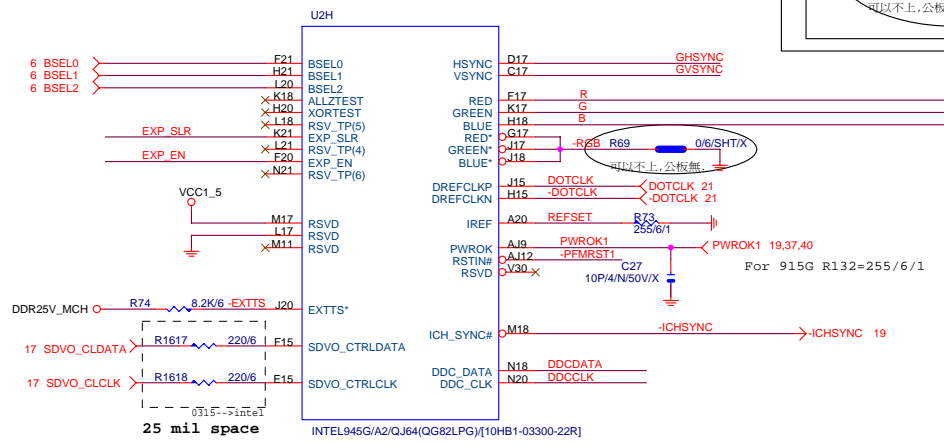 可以不上,公板
U2H
6 BSEL0 F21 BSEL0
6 BSEL1 H21 BSEL1
6 BSEL2 L20 BSEL2
K18 ALLZTEST
H20 XORTEST
L18 RSV_TP(5)
EXP_SLR K21 EXP_SLR
L21 RSV_TP(4)
EXP_EN F20 EXP_EN
N21 RSV_TP(6)
VCC1_5
M17 RSVD
L17 RSVD
M11 RSVD
DDR25V_MCH R74 8.2K/6 -EXTTS J20 EXTTS*
17 SDVO_CLDATA R1617 220/6 F15 SDVO_CTRLDATA
17 SDVO_CLCLK R1618 220/6 E15 SDVO_CTRLCLK
0315-->intel
25 mil space
HSYNC D17 GHSYNC
VSYNC C17 GVSYNC
RED F17 R
GREEN K17 G
BLUE H18 B
RED* G17
GREEN* J17 -RGB R69 0/6/SHT/X
BLUE* J18
可以不上,公板無.
DREFCLKP J15 DOTCLK DOTCLK 21
DREFCLKN H15 -DOTCLK -DOTCLK 21
IREF A20 REFSET R73
255/6/1
PWROK AJ9 PWROK1 PWROK1 19,37,40
RSTIN# AJ12 -PFMRST1
RSVD V30
C27
10P/4/N/50V/X
For 915G R132=255/6/1
ICH_SYNC# M18 -ICHSYNC -ICHSYNC 19
DDC_DATA N18 DDCDATA
DDC_CLK N20 DDCCLK
INTEL945G/A2/QJ64(QG82LPG)/[10HB1-03300-22R]